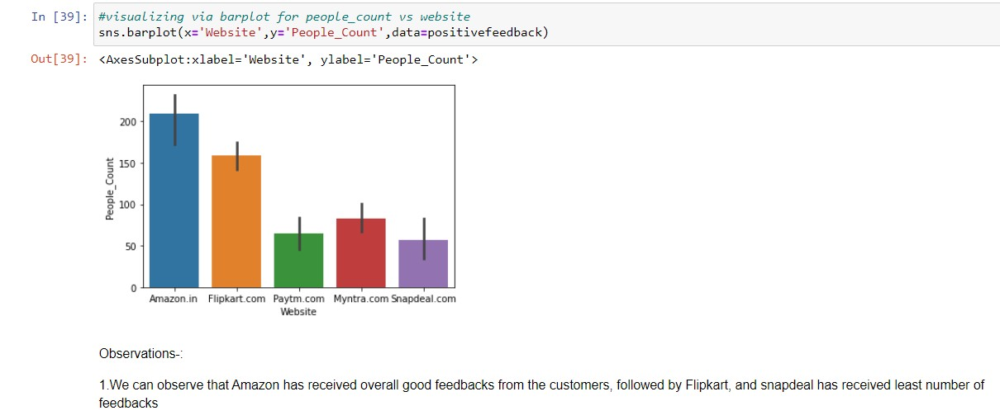 In [39]: #visualizing via barplot for people_count vs website
sns.barplot(x='Website',y='People_Count',data=positivefeedback)
Out[39]: <AxesSubplot:xlabel='Website', ylabel='People_Count'>
People_Count
200
150
100
50
0
Amazon.in Flipkart.com Paytm.com Myntra.com Snapdeal.com
Website
Observations-:
1.We can observe that Amazon has received overall good feedbacks from the customers, followed by Flipkart, and snapdeal has received least number of
feedbacks